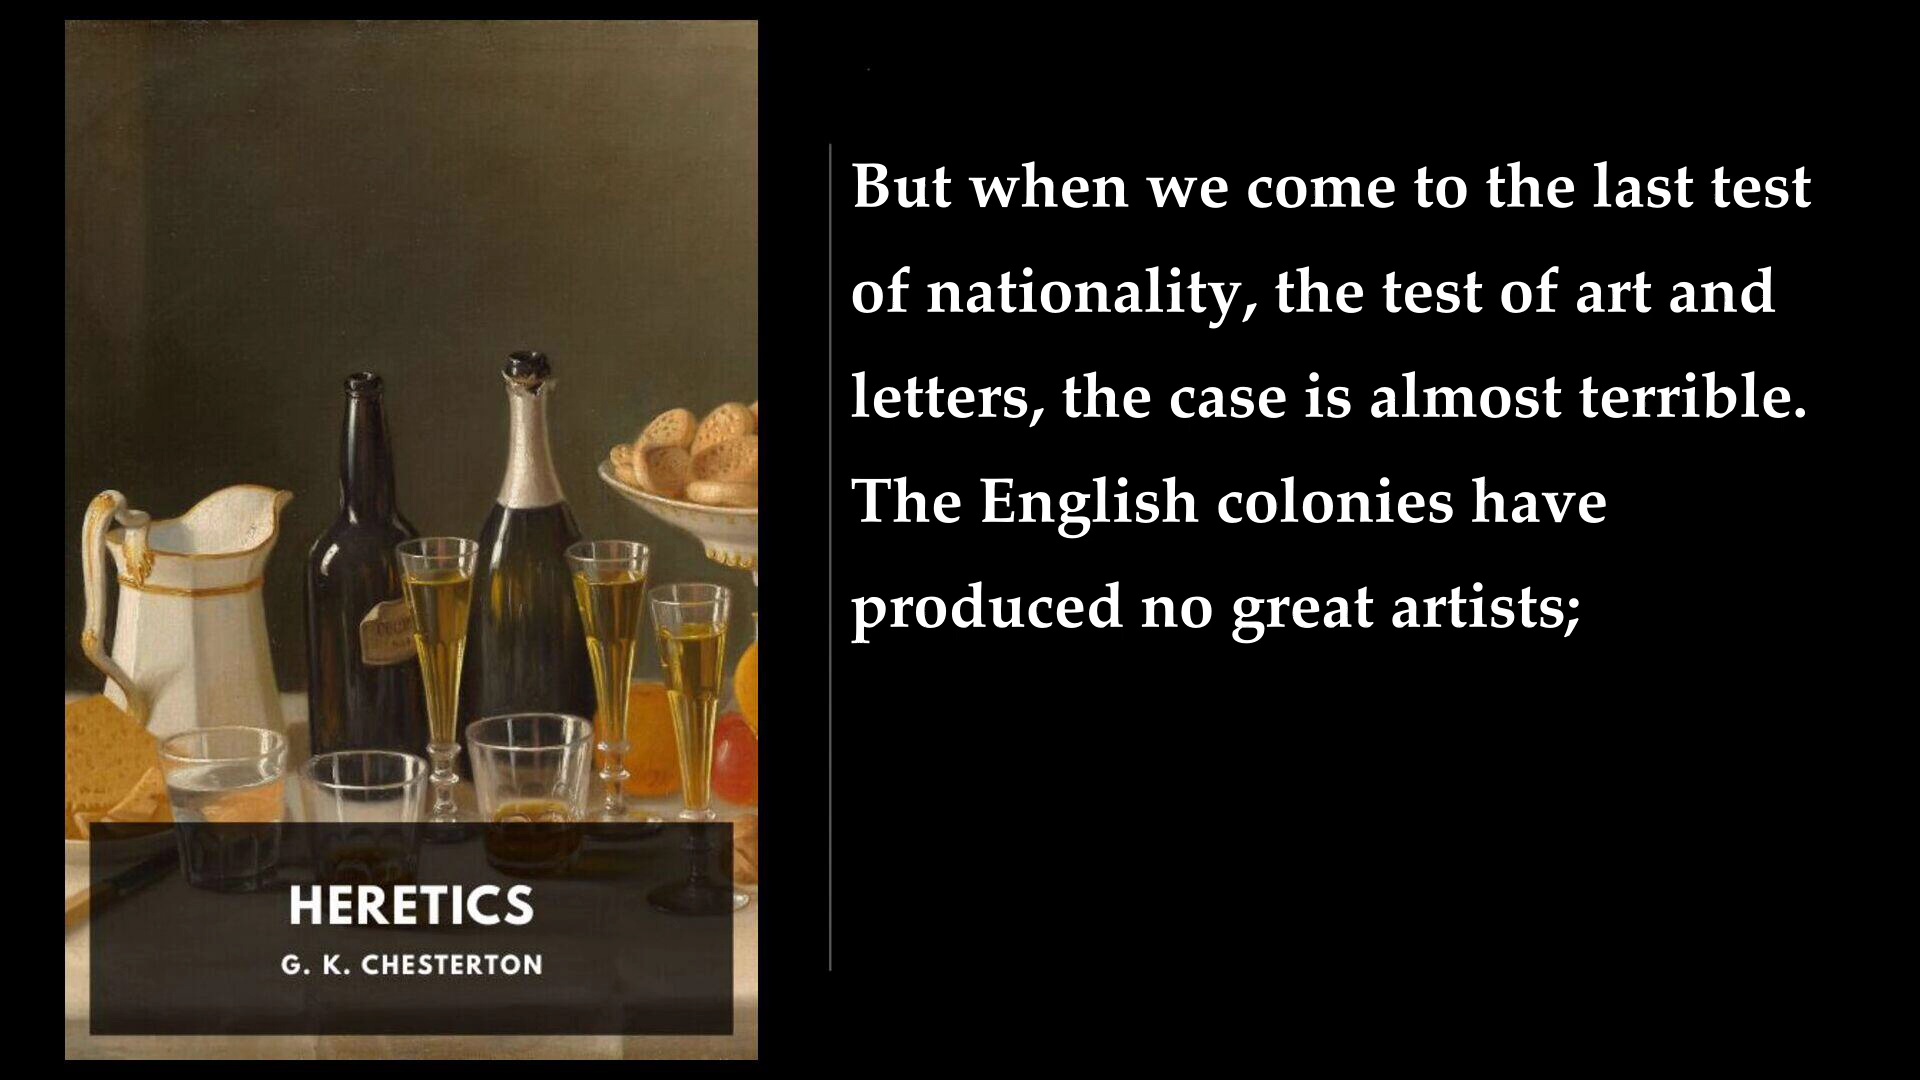 But when we come to the last test
of nationality, the test of art and
letters, the case is almost terrible.
The English colonies have
produced no great artists;
HERETICS
G. K. CHESTERTON